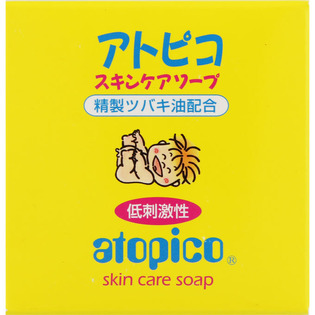 アトピコ
スキンケアソープ
精製ツバキ油配合
低刺激性
atopico®
skin care soap